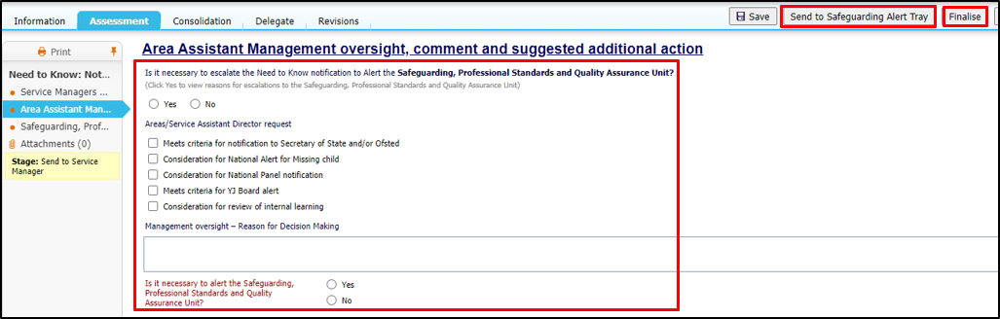 Information Assessment Consolidation Delegate Revisions
Save Send to Safeguarding Alert Tray Finalise
Print
Need to Know: Not...
Service Managers ...
Area Assistant Man...
Safeguarding, Prof...
Attachments (0)
Stage: Send to Service
Manager
Area Assistant Management oversight, comment and suggested additional action
Is it necessary to escalate the Need to Know notification to Alert the Safeguarding, Professional Standards and Quality Assurance Unit?
(Click Yes to view reasons for escalations to the Safeguarding, Professional Standards and Quality Assurance Unit)
Yes No
Areas/Service Assistant Director request
Meets criteria for notification to Secretary of State and/or Ofsted
Consideration for National Alert for Missing child
Consideration for National Panel notification
Meets criteria for YJ Board alert
Consideration for review of internal learning
Management oversight – Reason for Decision Making
Is it necessary to alert the Safeguarding,
Professional Standards and Quality
Assurance Unit?
Yes
No